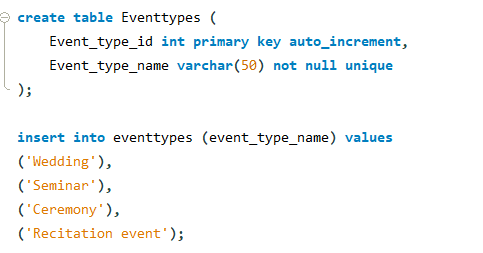 create table Eventtypes (
Event_type_id int primary key auto_increment,
Event_type_name varchar(50) not null unique
);
insert into eventtypes (event_type_name) values
('Wedding'),
('Seminar'),
('Ceremony'),
('Recitation event');